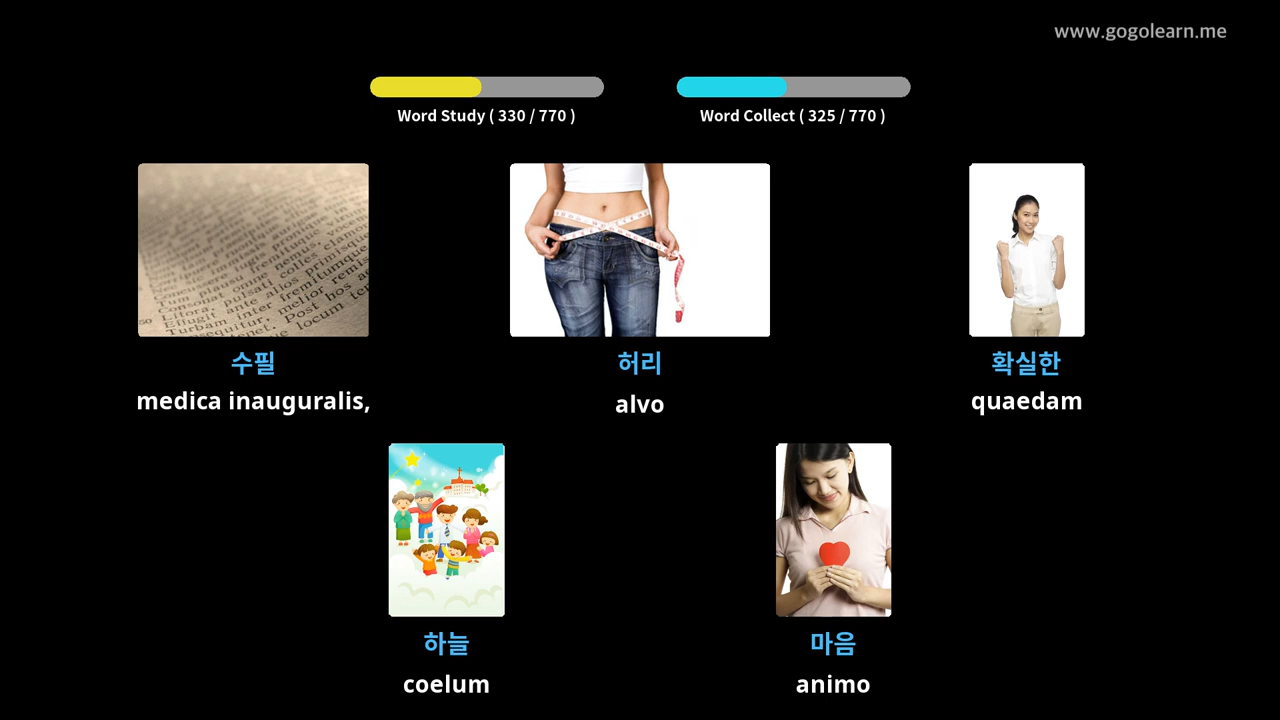 www.gogolearn.me
Word Study ( 330 / 770 )
Word Collect ( 325 / 770 )
수필
medica inauguralis,
허리
alvo
확실한
quaedam
하늘
coelum
마음
animo